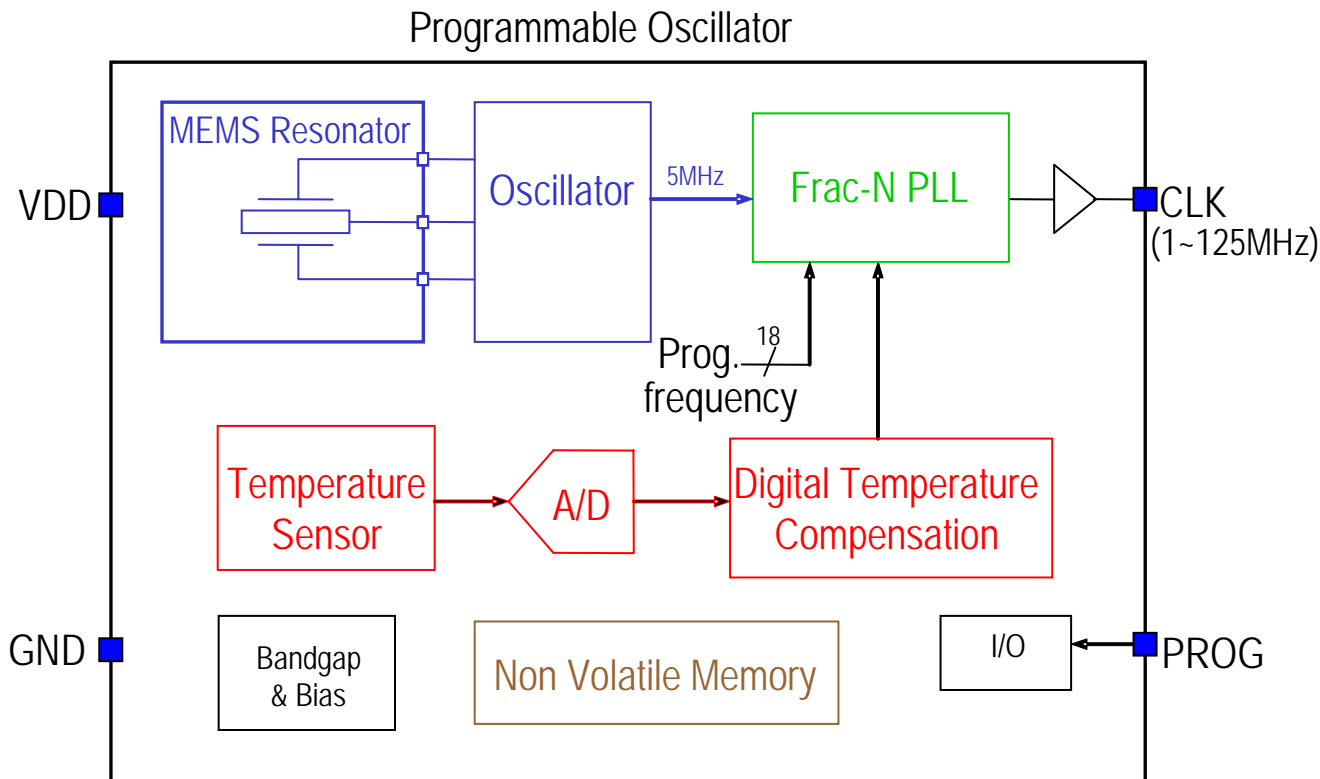 Programmable Oscillator
MEMS Resonator
Oscillator
5MHz
Frac-N PLL
VDD
CLK
(1~125MHz)
18
Prog.
frequency
Temperature
Sensor
A/D
Digital Temperature
Compensation
GND
Bandgap
& Bias
Non Volatile Memory
I/O
PROG